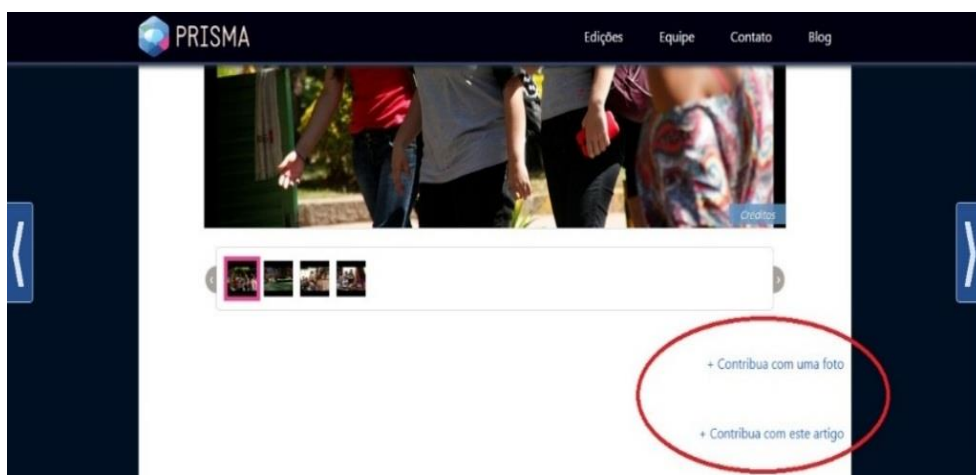 PRISMA
Edições Equipe Contato Blog
Créditos
+ Contribua com uma foto
+ Contribua com este artigo